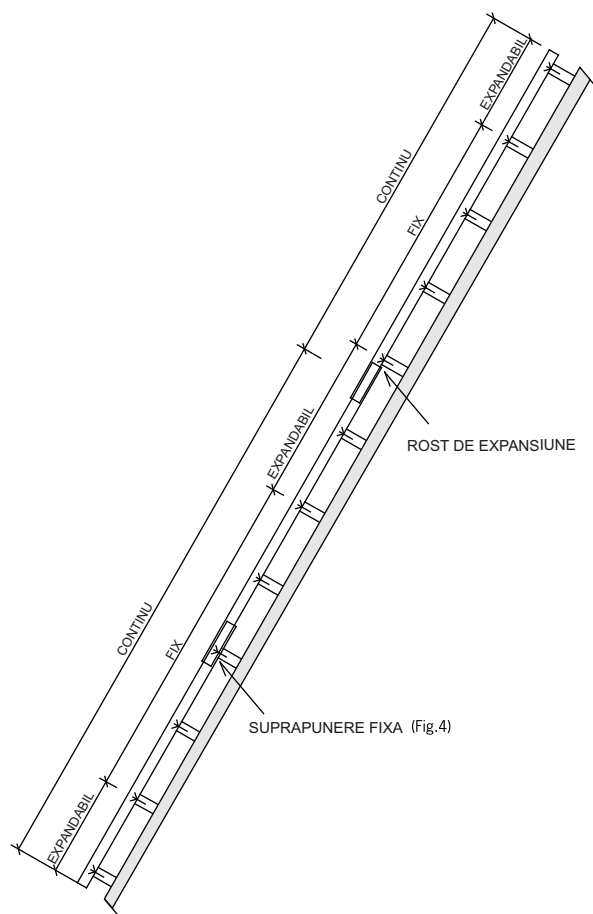 EXPANDABIL
CONTINU
FIX
ROST DE EXPANSIUNE
EXPANDABIL
CONTINU
FIX
SUPRAPUNERE FIXA (Fig.4)
EXPANDABIL